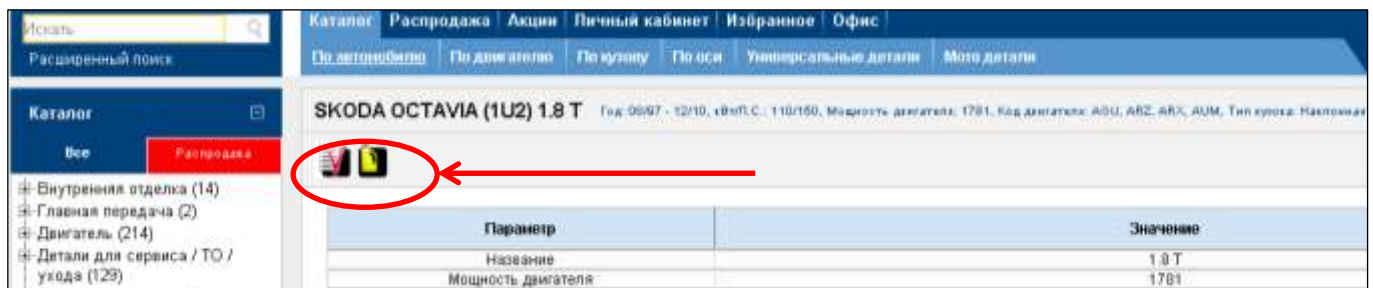 Искать
Расширенный поиск
Каталог Распродажа Акции Личный кабинет Избранное Офис
По автомобилю По двигателю По кузову По оси Универсальные детали Мото детали
Каталог
Все Распродажа
Внутренняя отделка (14)
Главная передача (2)
Двигатель (214)
Детали для сервиса / ТО /
ухода (129)
SKODA OCTAVIA (1U2) 1.8 T Год: 08/97 - 12/10, кВт/Л.С.: 110/150, Мощность двигателя: 1781, Код двигателя: AGU, ARZ, ARX, AUM, Тип кузова: Наклонная
Параметр Значение
Название 1.8 T
Мощность двигателя 1781